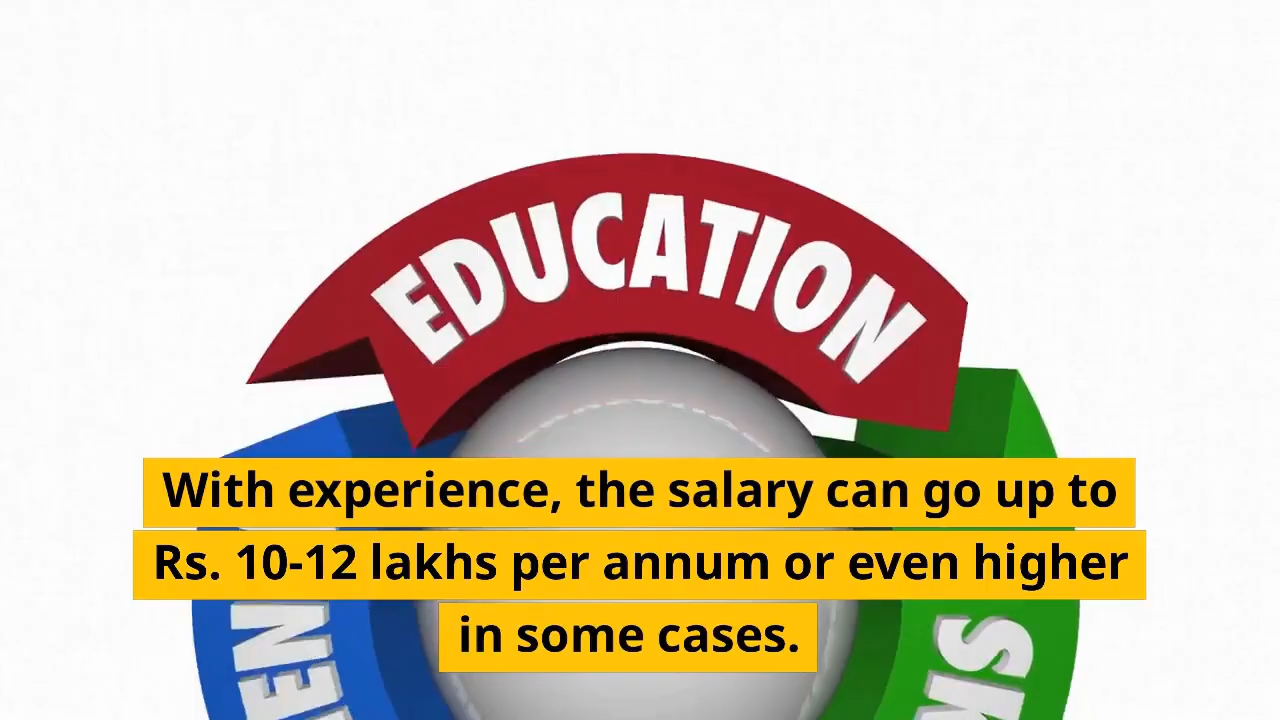 EDUCATION
With experience, the salary can go up to
Rs. 10-12 lakhs per annum or even higher
in some cases.